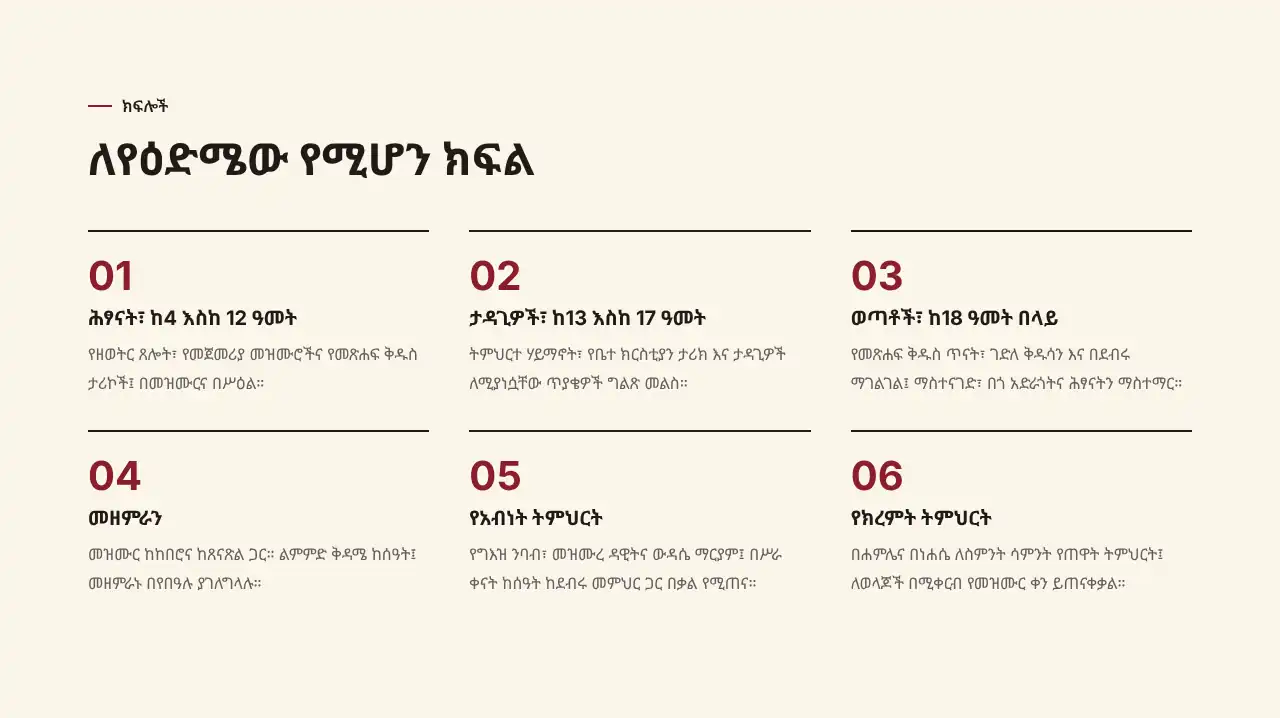 ክፍሎች
ለየዕድሜው የሚሆን ክፍል
01
ሕፃናት፣ ከ4 እስከ 12 ዓመት
የዘወትር ጸሎት፣ የመጀመሪያ መዝሙሮችና የመጽሐፍ ቅዱስ
ታሪኮች፤ በመዝሙርና በሥዕል።
02
ታዳጊዎች፣ ከ13 እስከ 17 ዓመት
ትምህርተ ሃይማኖት፣ የቤተ ክርስቲያን ታሪክ እና ታዳጊዎች
ለሚያነሷቸው ጥያቄዎች ግልጽ መልስ።
03
ወጣቶች፣ ከ18 ዓመት በላይ
የመጽሐፍ ቅዱስ ጥናት፣ ገድለ ቅዱሳን እና በደብሩ
ማገልገል፤ ማስተናገድ፣ በጎ አድራጎትና ሕፃናትን ማስተማር።
04
መዘምራን
መዝሙር ከከበሮና ከጸናጽል ጋር። ልምምድ ቅዳሜ ከሰዓት፤
መዘምራኑ በየበዓሉ ያገለግላሉ።
05
የአብነት ትምህርት
የግእዝ ንባብ፣ መዝሙረ ዳዊትና ውዳሴ ማርያም፤ በሥራ
ቀናት ከሰዓት ከደብሩ መምህር ጋር በቃል የሚጠና።
06
የክረምት ትምህርት
በሐምሌና በነሐሴ ለስምንት ሳምንት የጠዋት ትምህርት፤
ለወላጆች በሚቀርብ የመዝሙር ቀን ይጠናቀቃል።